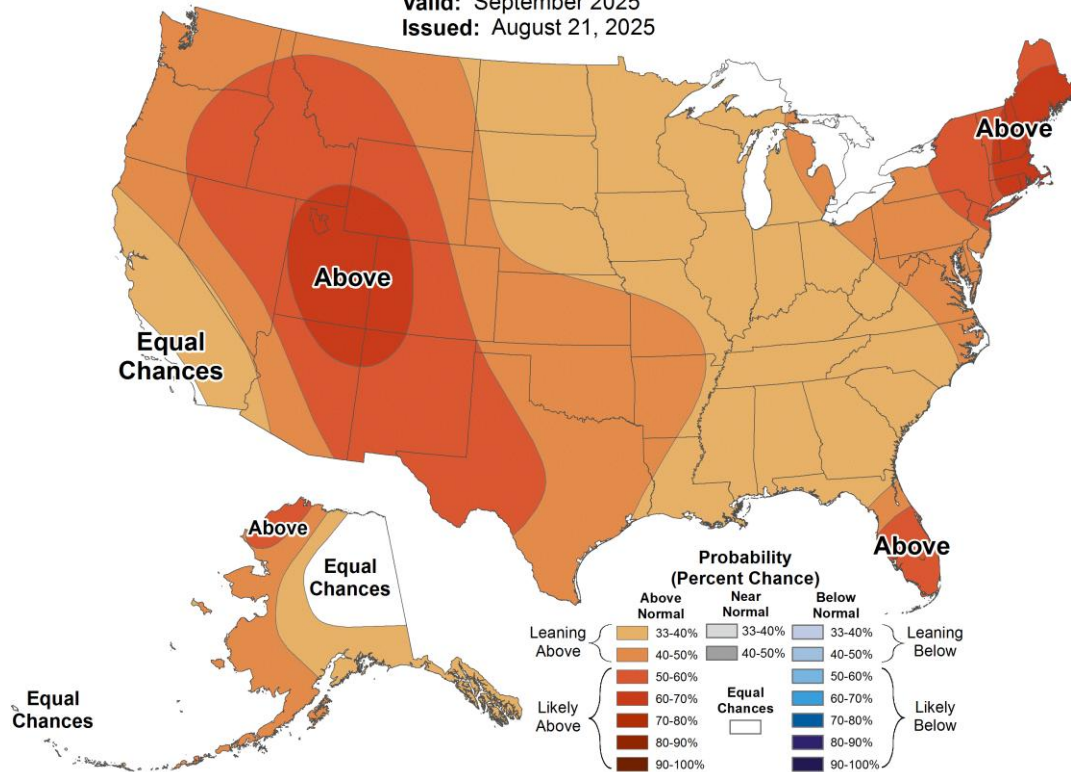 Valid: September 2025
Issued: August 21, 2025
Above
Above
Equal
Chances
Above
Above
Equal
Chances
Equal
Chances
Probability
(Percent Chance)
Above
Normal
Near
Normal
Below
Normal
Leaning
Above
33-40%
33-40%
33-40%
Leaning
Below
40-50%
40-50%
40-50%
Likely
Above
50-60%
50-60%
Likely
Below
60-70%
Equal
Chances
60-70%
70-80%
70-80%
80-90%
80-90%
90-100%
90-100%